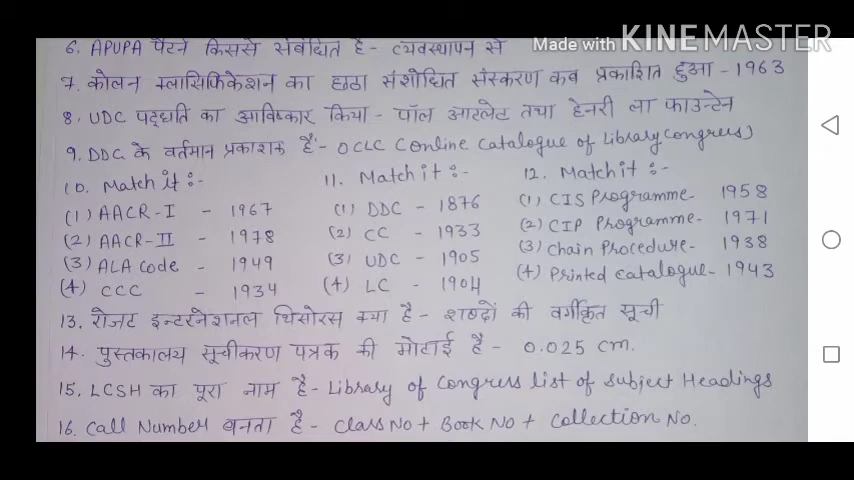 Made with KINEMASTER
6. APUPA पैटर्न किससे संबंधित है - व्यवस्थापन से
7. कोलन क्लासिफिकेशन का छठा संशोधित संस्करण कब प्रकाशित हुआ - 1963
8. UDC पद्धति का आविष्कार किया - पॉल आटलेट तथा हेनरी ला फाउन्टेन
9. DDC के वर्तमान प्रकाशक हैं - OCLC (Online Catalogue of Library Congress)
10. Match it :-
(1) AACR-I - 1967
(2) AACR-II - 1978
(3) ALA Code - 1949
(4) CCC - 1934
11. Match it :-
(1) DDC - 1876
(2) CC - 1933
(3) UDC - 1905
(4) LC - 1904
12. Match it :-
(1) CIS Programme - 1958
(2) CIP Programme - 1971
(3) Chain Procedure - 1938
(4) Printed Catalogue - 1943
13. रोजट इन्टरनेशनल थिसोरस क्या है - शब्दों की वर्गीकृत सूची
14. पुस्तकालय सूचीकरण पत्रक की मोटाई है - 0.025 cm.
15. LCSH का पूरा नाम है - Library of Congress list of Subject Headings
16. Call Number बनता है - Class No + Book No + Collection No.